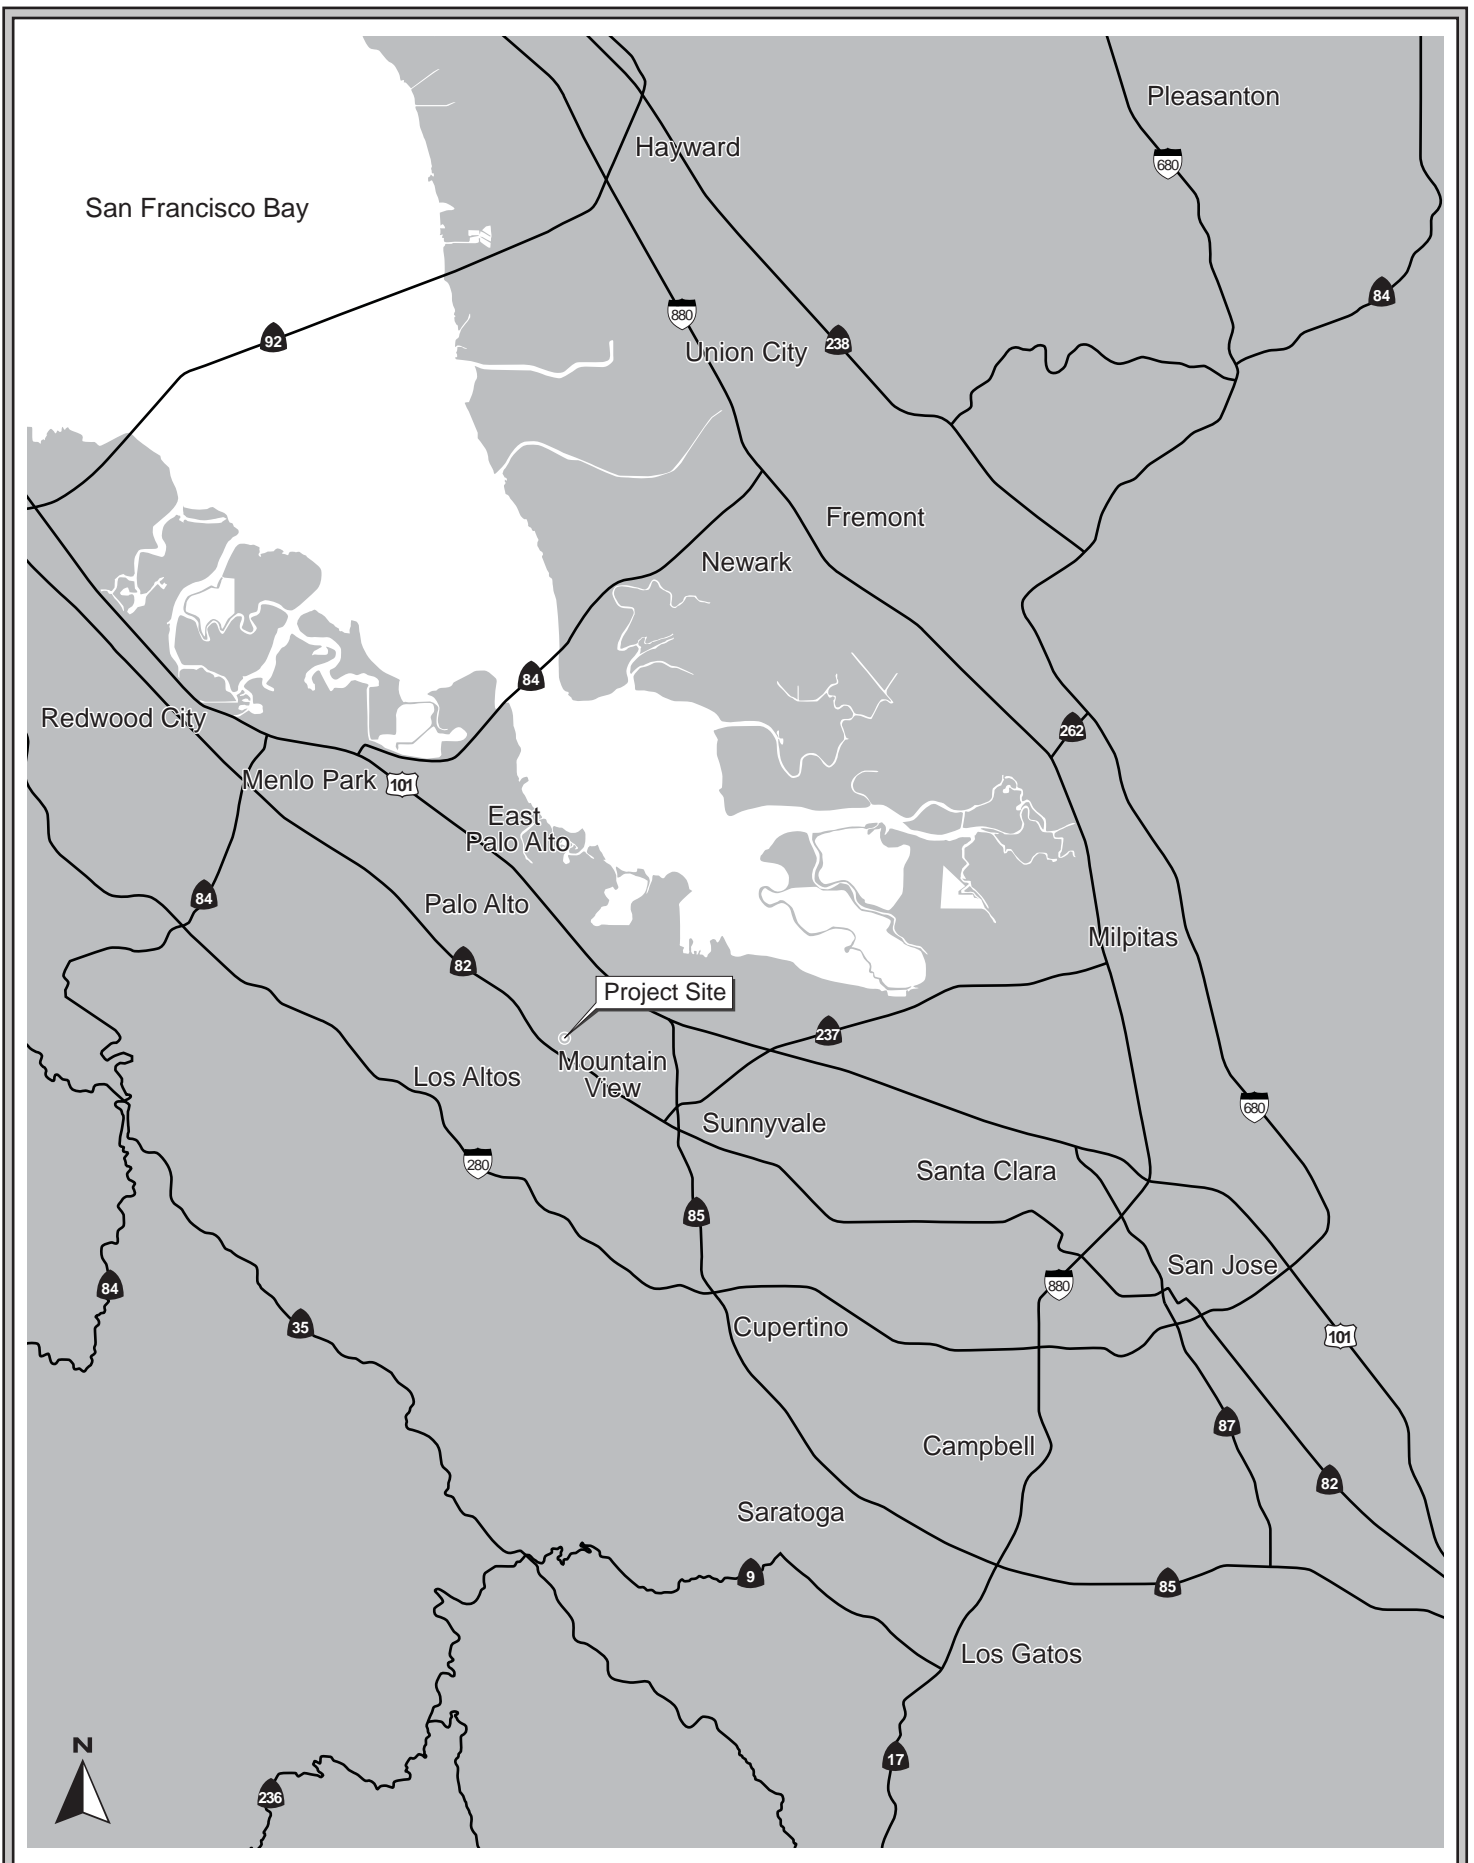 Pleasanton
Hayward
680
San Francisco Bay
84
880
92
238
Union City
Fremont
Newark
84
Redwood City
262
Menlo Park
101
East
Palo Alto
84
Palo Alto
Milpitas
82
Project Site
237
Mountain
View
Los Altos
680
Sunnyvale
280
Santa Clara
85
San Jose
84
880
35
Cupertino
101
87
Campbell
82
Saratoga
9
85
Los Gatos
N
17
236